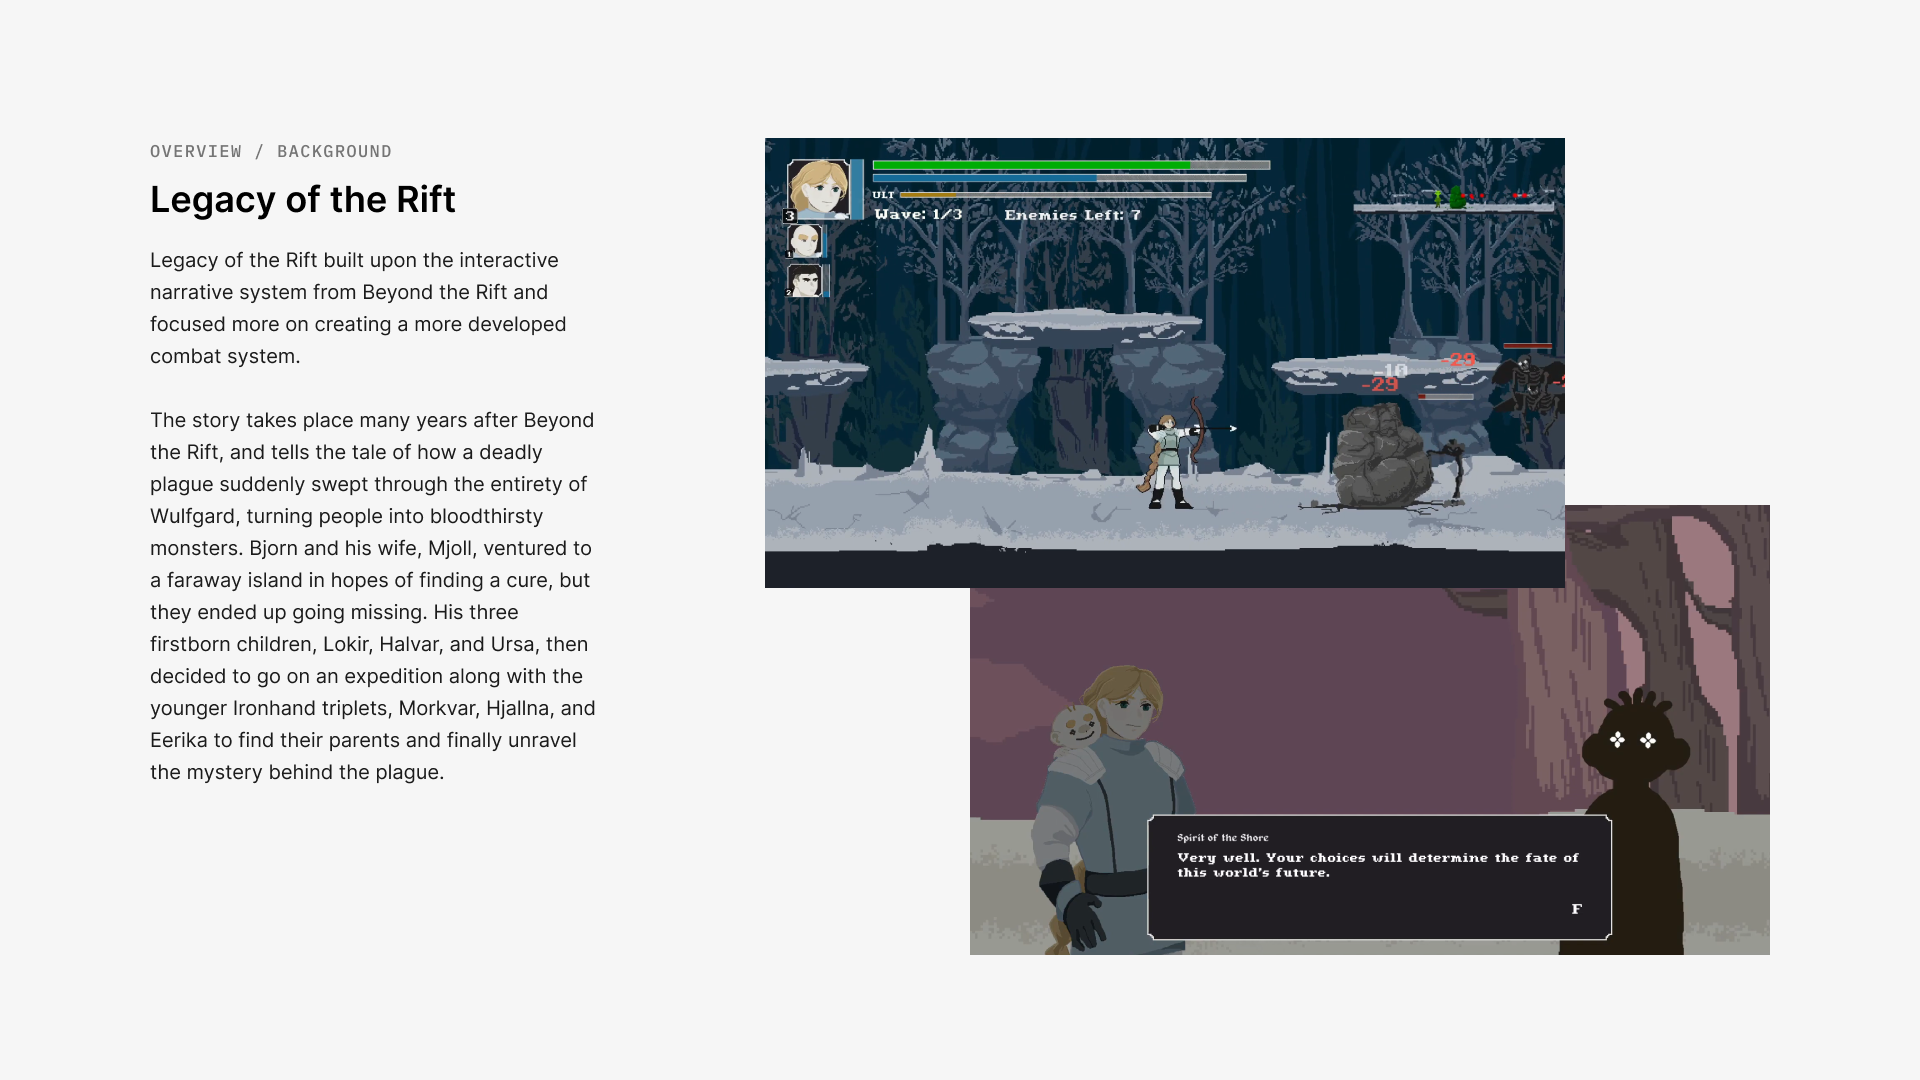 OVERVIEW / BACKGROUND
Legacy of the Rift
Legacy of the Rift built upon the interactive
narrative system from Beyond the Rift and
focused more on creating a more developed
combat system.
The story takes place many years after Beyond
the Rift, and tells the tale of how a deadly
plague suddenly swept through the entirety of
Wulfgard, turning people into bloodthirsty
monsters. Bjorn and his wife, Mjoll, ventured to
a faraway island in hopes of finding a cure, but
they ended up going missing. His three
firstborn children, Lokir, Halvar, and Ursa, then
decided to go on an expedition along with the
younger Ironhand triplets, Morkvar, Hjallna, and
Eerika to find their parents and finally unravel
the mystery behind the plague.
ULT
3
Wave: 1/3 Enemies Left: 7
1
2
-29
-10
-29
Spirit of the Shore
Very well. Your choices will determine the fate of
this world's future.
F